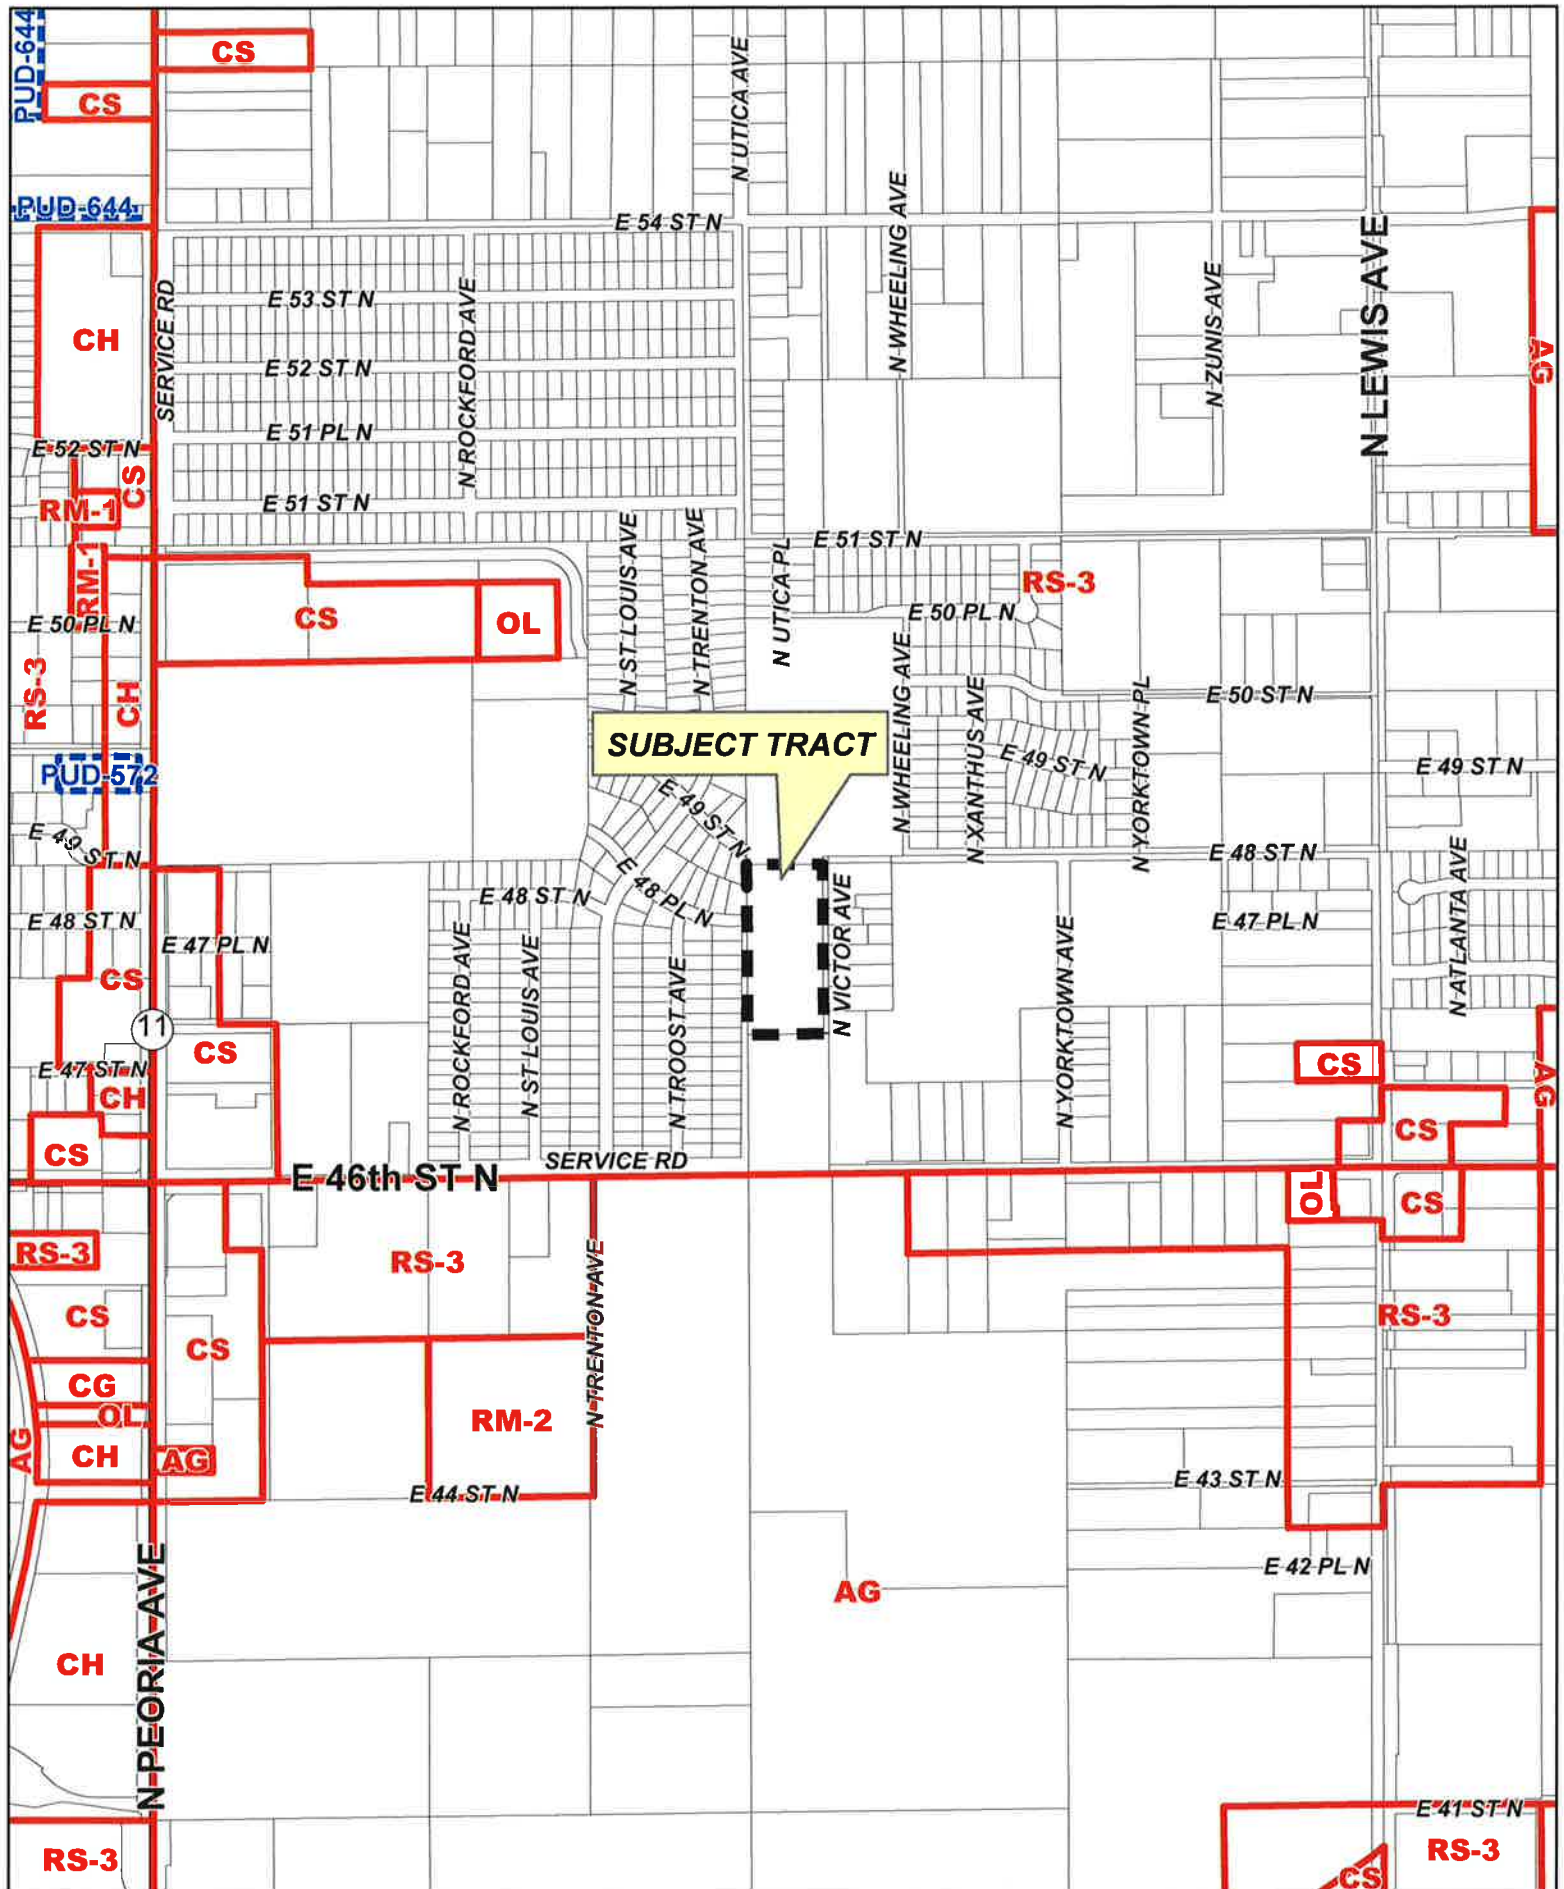 PUD-644
CS
CS
N UTICA AVE
PUD-644
E 54 ST N
N WHEELING AVE
N LEWIS AVE
CH
SERVICE RD
E 53 ST N
N ROCKFORD AVE
N ZUNIS AVE
AG
E 52 ST N
E 51 PL N
E 52 ST N
CS
RM-1
E 51 ST N
N ST LOUIS AVE
N TRENTON AVE
N UTICA PL
E 51 ST N
RM-1
RS-3
CS
OL
E 50 PL N
E 50 PL N
RS-3
CH
N WHEELING AVE
N XANTHUS AVE
N YORKTOWN PL
E 50 ST N
SUBJECT TRACT
PUD-572
E 49 ST N
E 49 ST N
E 49 ST N
E 49 ST N
E 48 ST N
E 48 PL N
E 48 ST N
N VICTOR AVE
N ATLANTA AVE
E 48 ST N
E 47 PL N
E 47 PL N
CS
N ROCKFORD AVE
N ST LOUIS AVE
N TROOST AVE
N YORKTOWN AVE
11
CS
CS
E 47 ST N
CH
AG
CS
CS
SERVICE RD
E 46th ST N
OL
CS
RS-3
RS-3
N TRENTON AVE
CS
CS
RS-3
CG
OL
RM-2
AG
CH
AG
E 44 ST N
E 43 ST N
N PEORIA AVE
E 42 PL N
AG
CH
E 41 ST N
RS-3
RS-3
CS